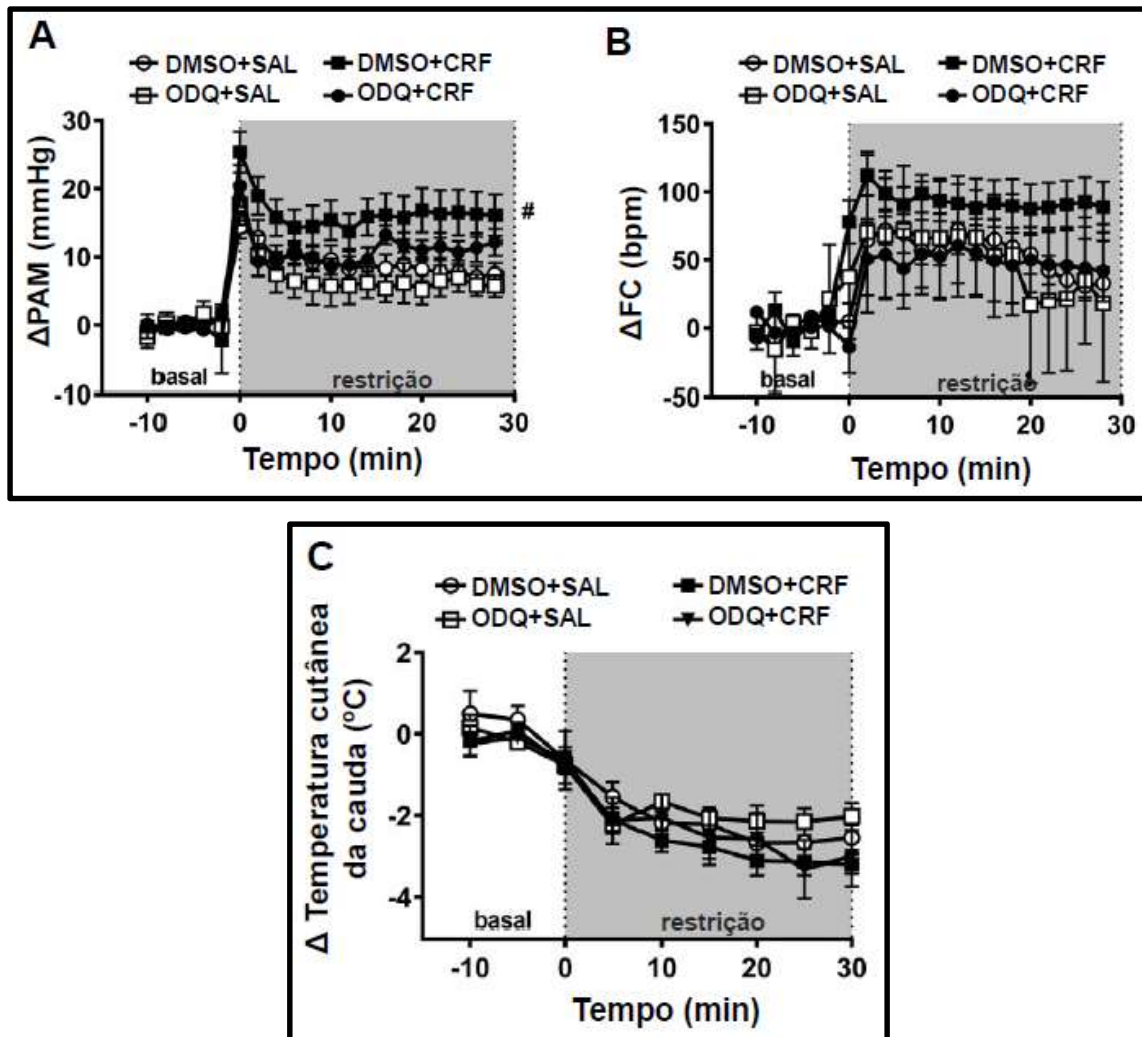 A
DMSO+SAL DMSO+CRF
ODQ+SAL ODQ+CRF
30
20
10
0
-10
ΔPAM (mmHg)
basal restrição
#
-10 0 10 20 30
Tempo (min)
B
DMSO+SAL DMSO+CRF
ODQ+SAL ODQ+CRF
150
100
50
0
-50
ΔFC (bpm)
basal restrição
-10 0 10 20 30
Tempo (min)
C
DMSO+SAL DMSO+CRF
ODQ+SAL ODQ+CRF
2
0
-2
-4
Δ Temperatura cutânea
da cauda (ºC)
basal restrição
-10 0 10 20 30
Tempo (min)